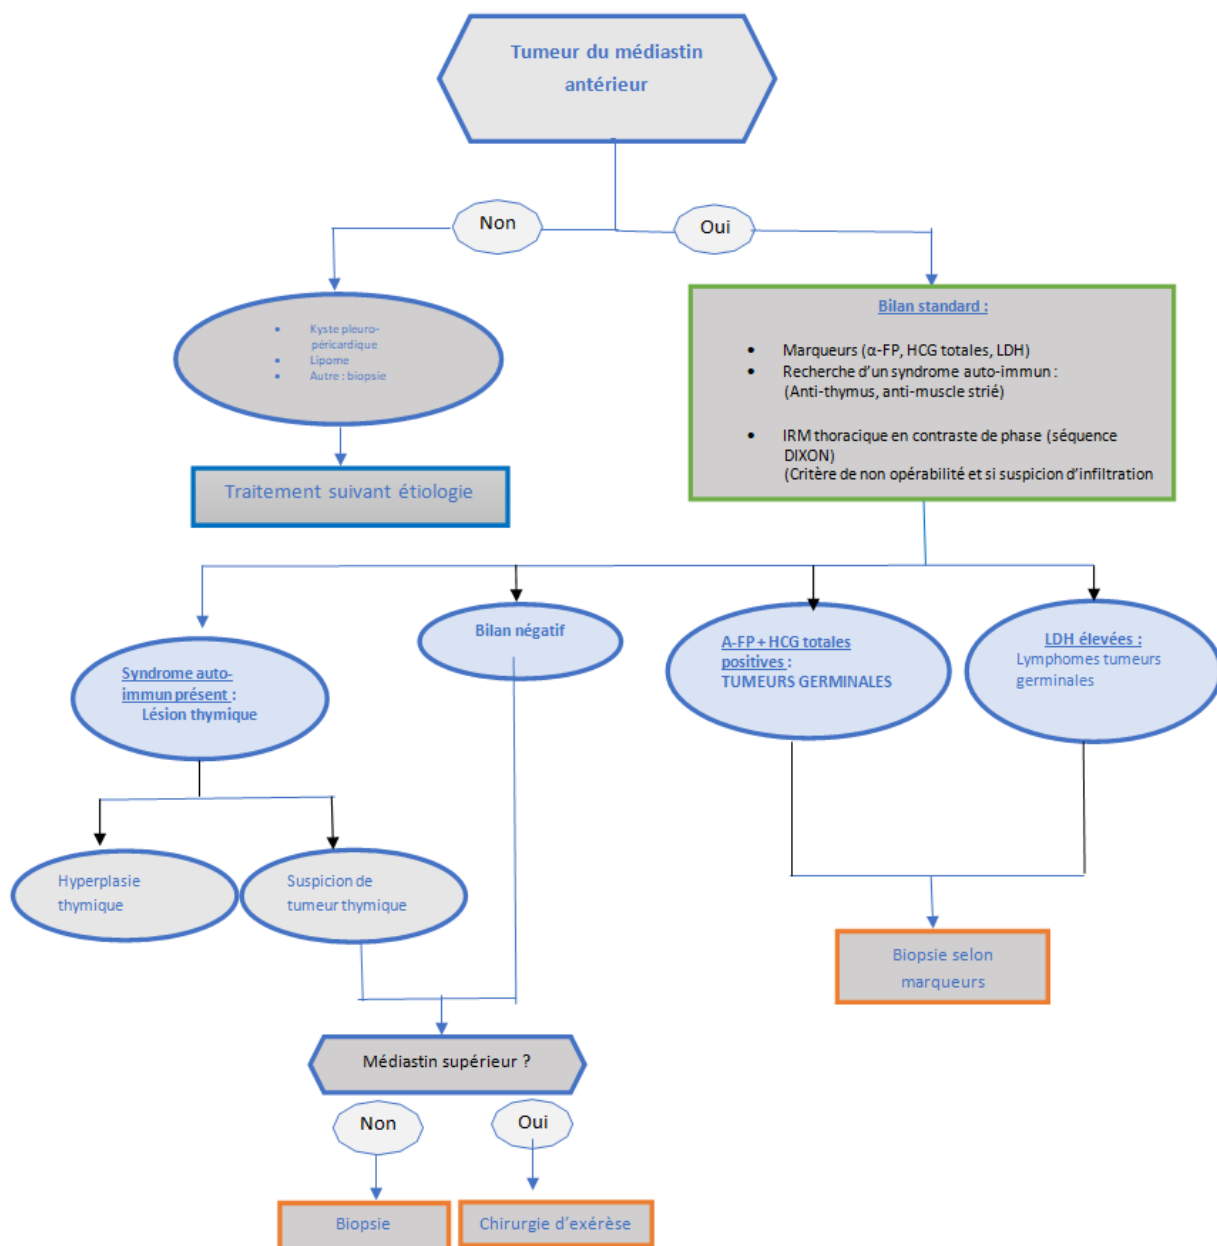 Tumeur du médiastin
antérieur
Non
Oui
• Kyste pleuro-
péricardique
• Lipome
• Autre : biopsie
Traitement suivant étiologie
Bilan standard :
• Marqueurs (α-FP, HCG totales, LDH)
• Recherche d’un syndrome auto-immun :
(Anti-thymus, anti-muscle strié)
• IRM thoracique en contraste de phase (séquence
DIXON)
(Critère de non opérabilité et si suspicion d’infiltration
Syndrome auto-
immun présent :
Lésion thymique
Bilan négatif
A-FP + HCG totales
positives :
TUMEURS GERMINALES
LDH élevées :
Lymphomes tumeurs
germinales
Hyperplasie
thymique
Suspicion de
tumeur thymique
Biopsie selon
marqueurs
Médiastin supérieur ?
Non
Oui
Biopsie
Chirurgie d’exérèse